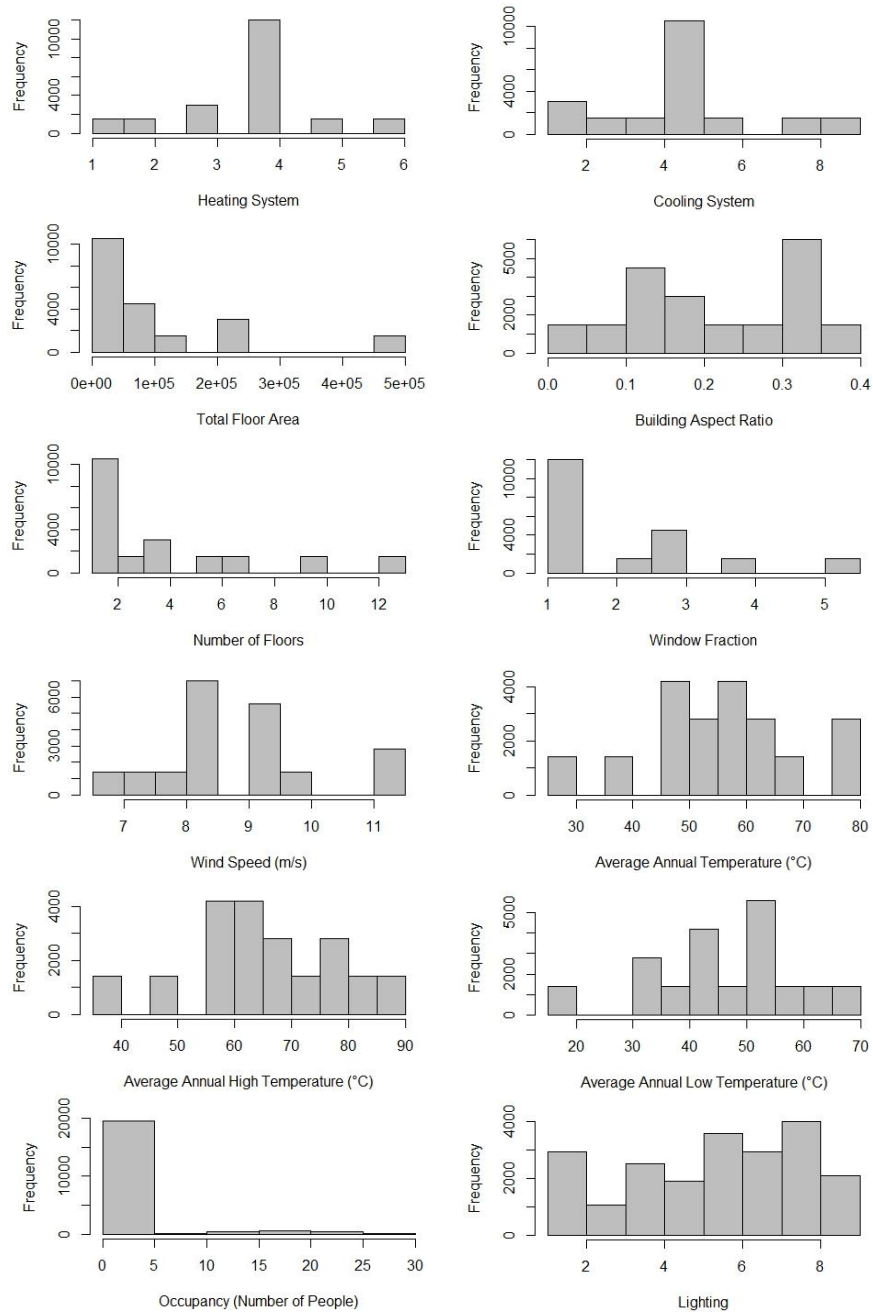 Frequency
0 4000 10000
1 2 3 4 5 6
Heating System
Frequency
0 4000 10000
2 4 6 8
Cooling System
Frequency
0 4000 10000
0e+00 1e+05 2e+05 3e+05 4e+05 5e+05
Total Floor Area
Frequency
0 2000 5000
0.0 0.1 0.2 0.3 0.4
Building Aspect Ratio
Frequency
0 4000 10000
2 4 6 8 10 12
Number of Floors
Frequency
0 4000 10000
1 2 3 4 5
Window Fraction
Frequency
0 3000 6000
7 8 9 10 11
Wind Speed (m/s)
Frequency
0 2000 4000
30 40 50 60 70 80
Average Annual Temperature (°C)
Frequency
0 2000 4000
40 50 60 70 80 90
Average Annual High Temperature (°C)
Frequency
0 2000 5000
20 30 40 50 60 70
Average Annual Low Temperature (°C)
Frequency
0 10000 20000
0 5 10 15 20 25 30
Occupancy (Number of People)
Frequency
0 2000 4000
2 4 6 8
Lighting